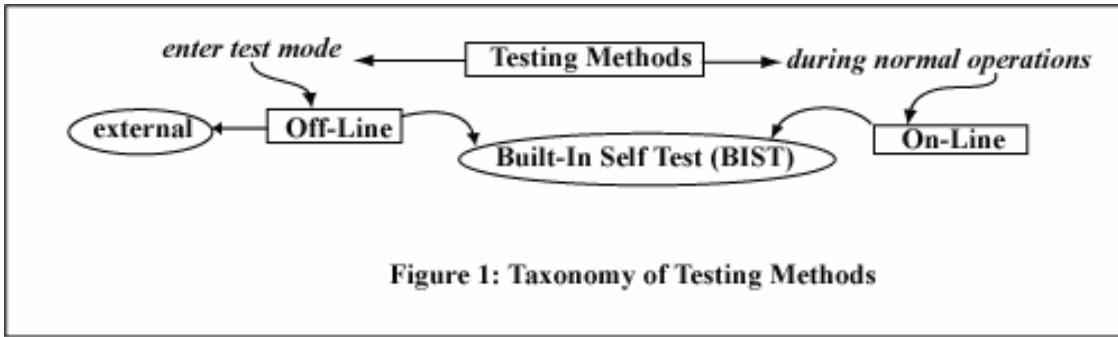 enter test mode
Testing Methods
during normal operations
external
Off-Line
Built-In Self Test (BIST)
On-Line
Figure 1: Taxonomy of Testing Methods